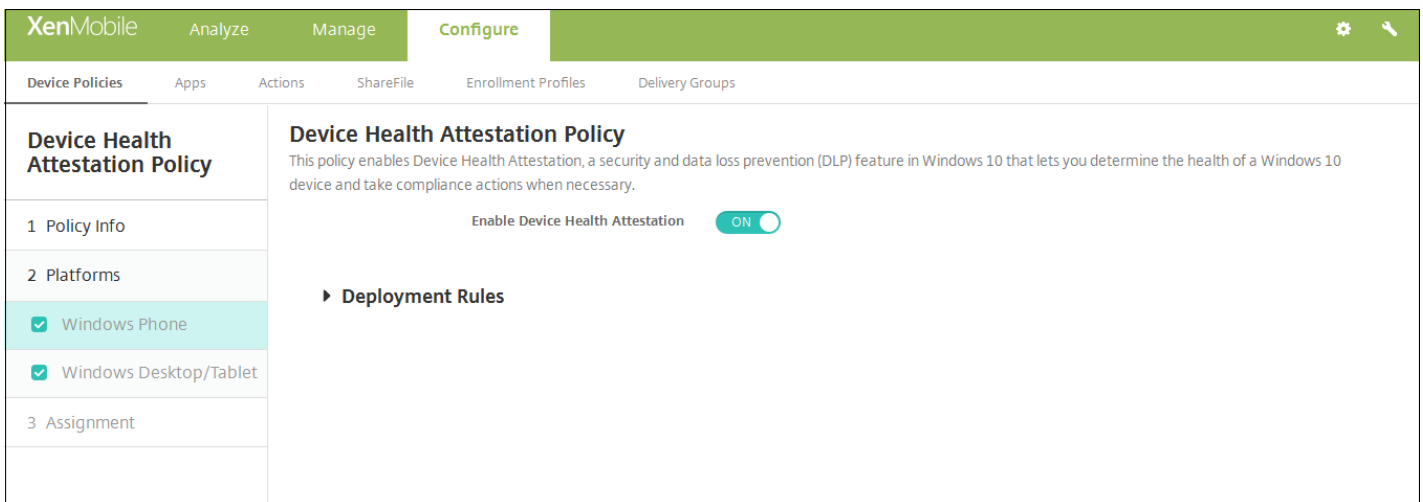 XenMobile Analyze Manage Configure
Device Policies Apps Actions ShareFile Enrollment Profiles Delivery Groups
Device Health
Attestation Policy
1 Policy Info
2 Platforms
Windows Phone
Windows Desktop/Tablet
3 Assignment
Device Health Attestation Policy
This policy enables Device Health Attestation, a security and data loss prevention (DLP) feature in Windows 10 that lets you determine the health of a Windows 10
device and take compliance actions when necessary.
Enable Device Health Attestation ON
Deployment Rules